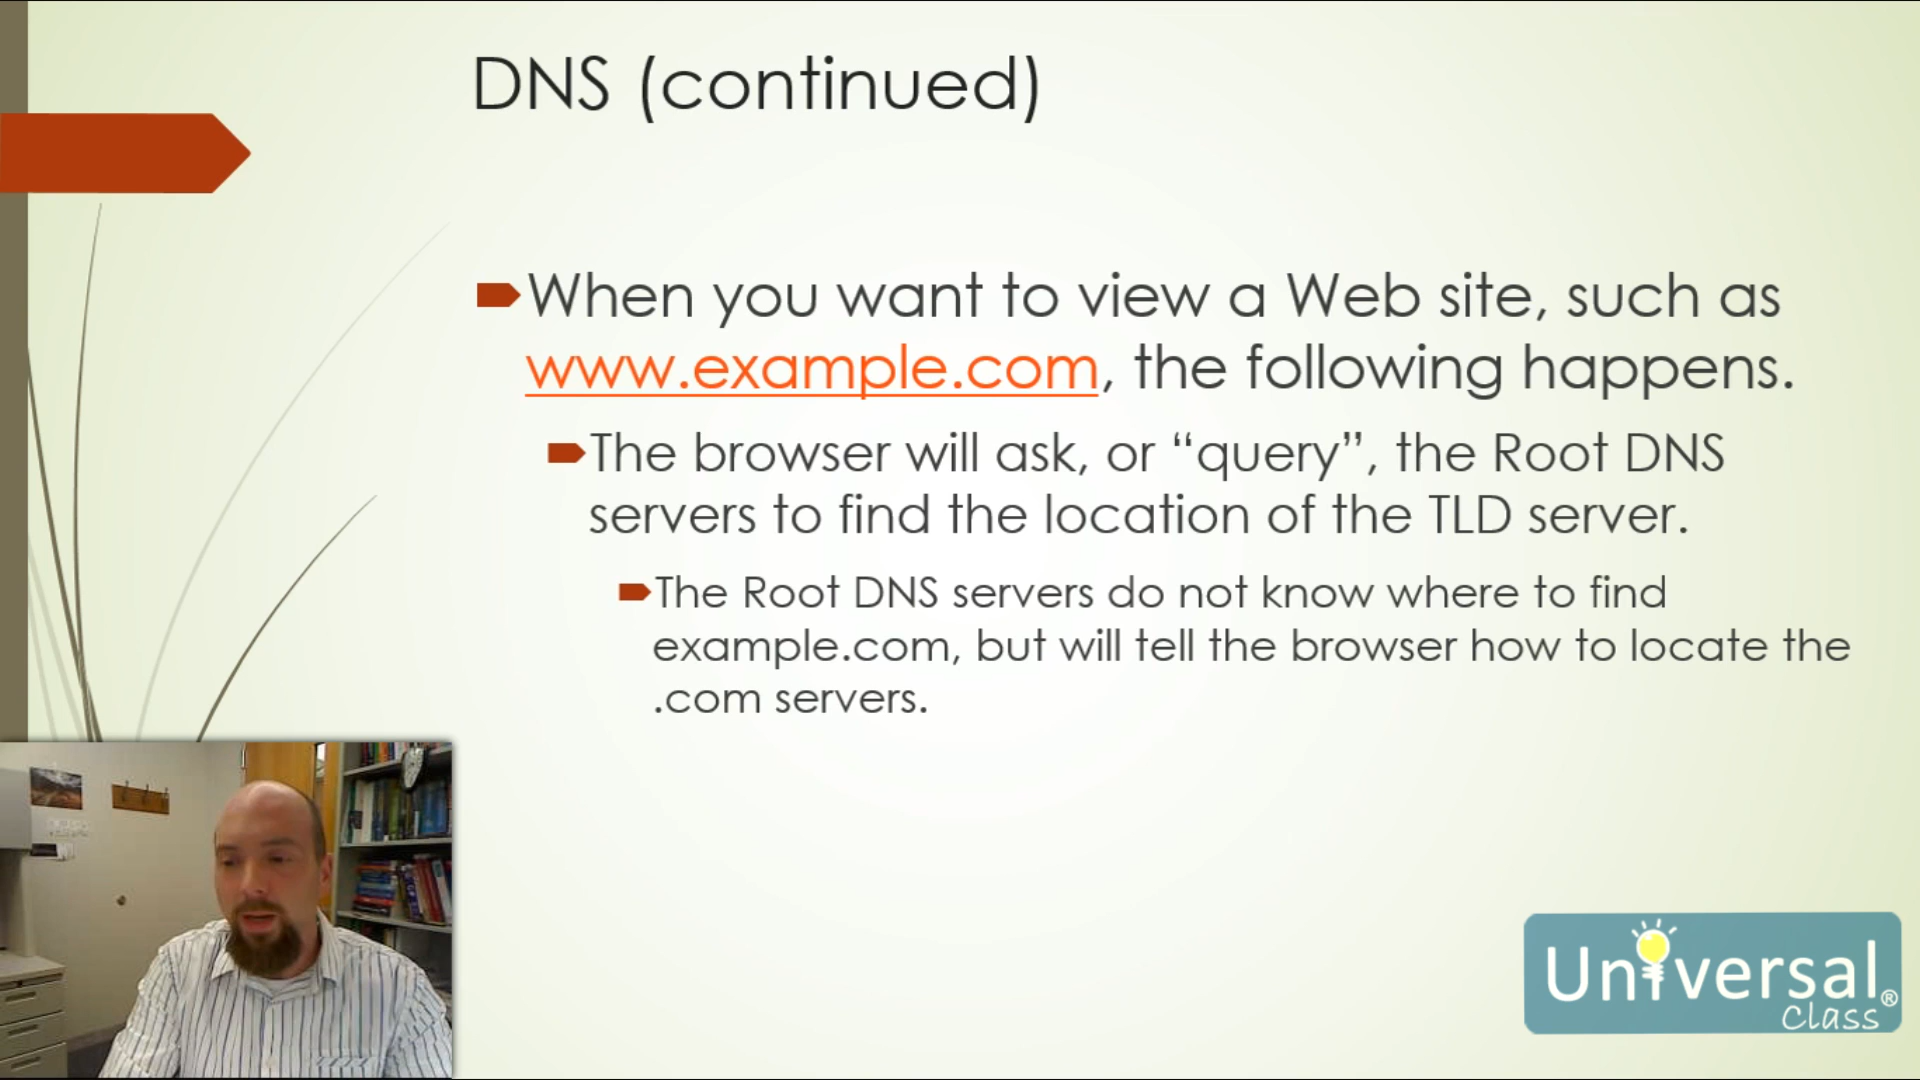 DNS (continued)
When you want to view a Web site, such as
www.example.com, the following happens.
The browser will ask, or “query”, the Root DNS
servers to find the location of the TLD server.
The Root DNS servers do not know where to find
example.com, but will tell the browser how to locate the
.com servers.
Universal®
Class